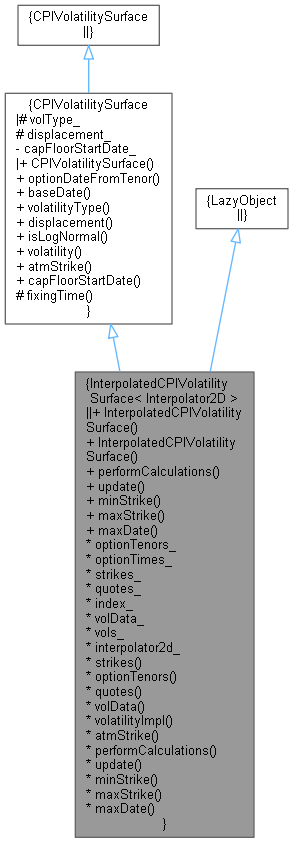 {CPIVolatilitySurface
||}
{CPIVolatilitySurface
|# volType_
# displacement_
- capFloorStartDate_
|+ CPIVolatilitySurface()
+ optionDateFromTenor()
+ baseDate()
+ volatilityType()
+ displacement()
+ isLogNormal()
+ volatility()
+ atmStrike()
+ capFloorStartDate()
# fixingTime()
}
{LazyObject
||}
{InterpolatedCPIVolatility
Surface< Interpolator2D >
||+ InterpolatedCPIVolatility
Surface()
+ InterpolatedCPIVolatility
Surface()
+ performCalculations()
+ update()
+ minStrike()
+ maxStrike()
+ maxDate()
* optionTenors_
* optionTimes_
* strikes_
* quotes_
* index_
* volData_
* vols_
* interpolator2d_
* strikes()
* optionTenors()
* quotes()
* volData()
* volatilityImpl()
* atmStrike()
* performCalculations()
* update()
* minStrike()
* maxStrike()
* maxDate()
}